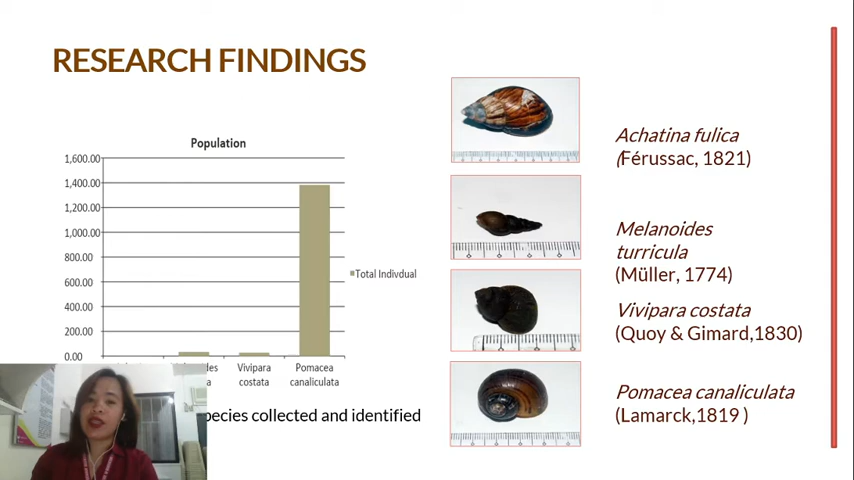 RESEARCH FINDINGS
Population
1,600.00
1,400.00
1,200.00
1,000.00
800.00
600.00
400.00
200.00
0.00
Vivipara
costata
Pomacea
canaliculata
Total Indivdual
collected and identified
Achatina fulica
(Férussac, 1821)
Melanoides
turricula
(Müller, 1774)
Vivipara costata
(Quoy & Gimard,1830)
Pomacea canaliculata
(Lamarck,1819 )